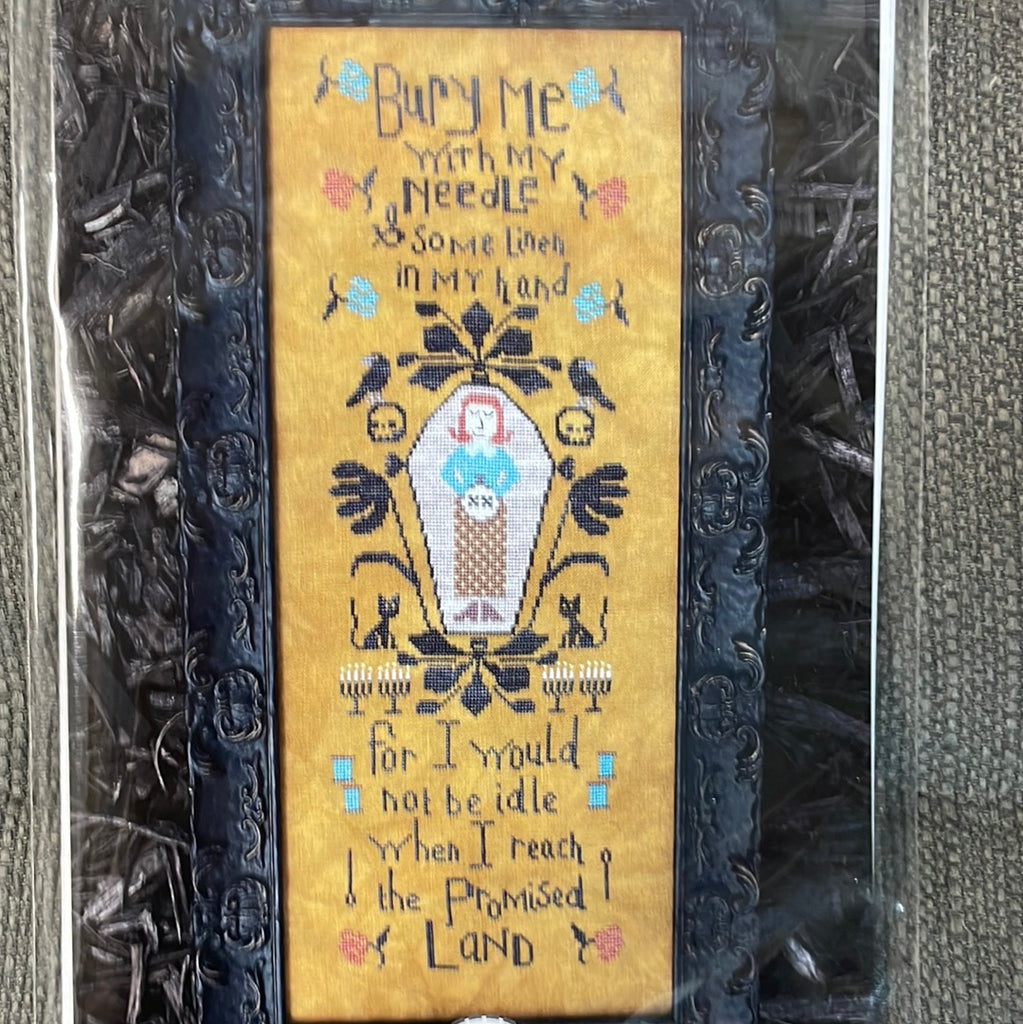 Bury Me
with My
Needle
& Some Linen
in My hand
for I would
not be idle
when I reach
the Promised
Land